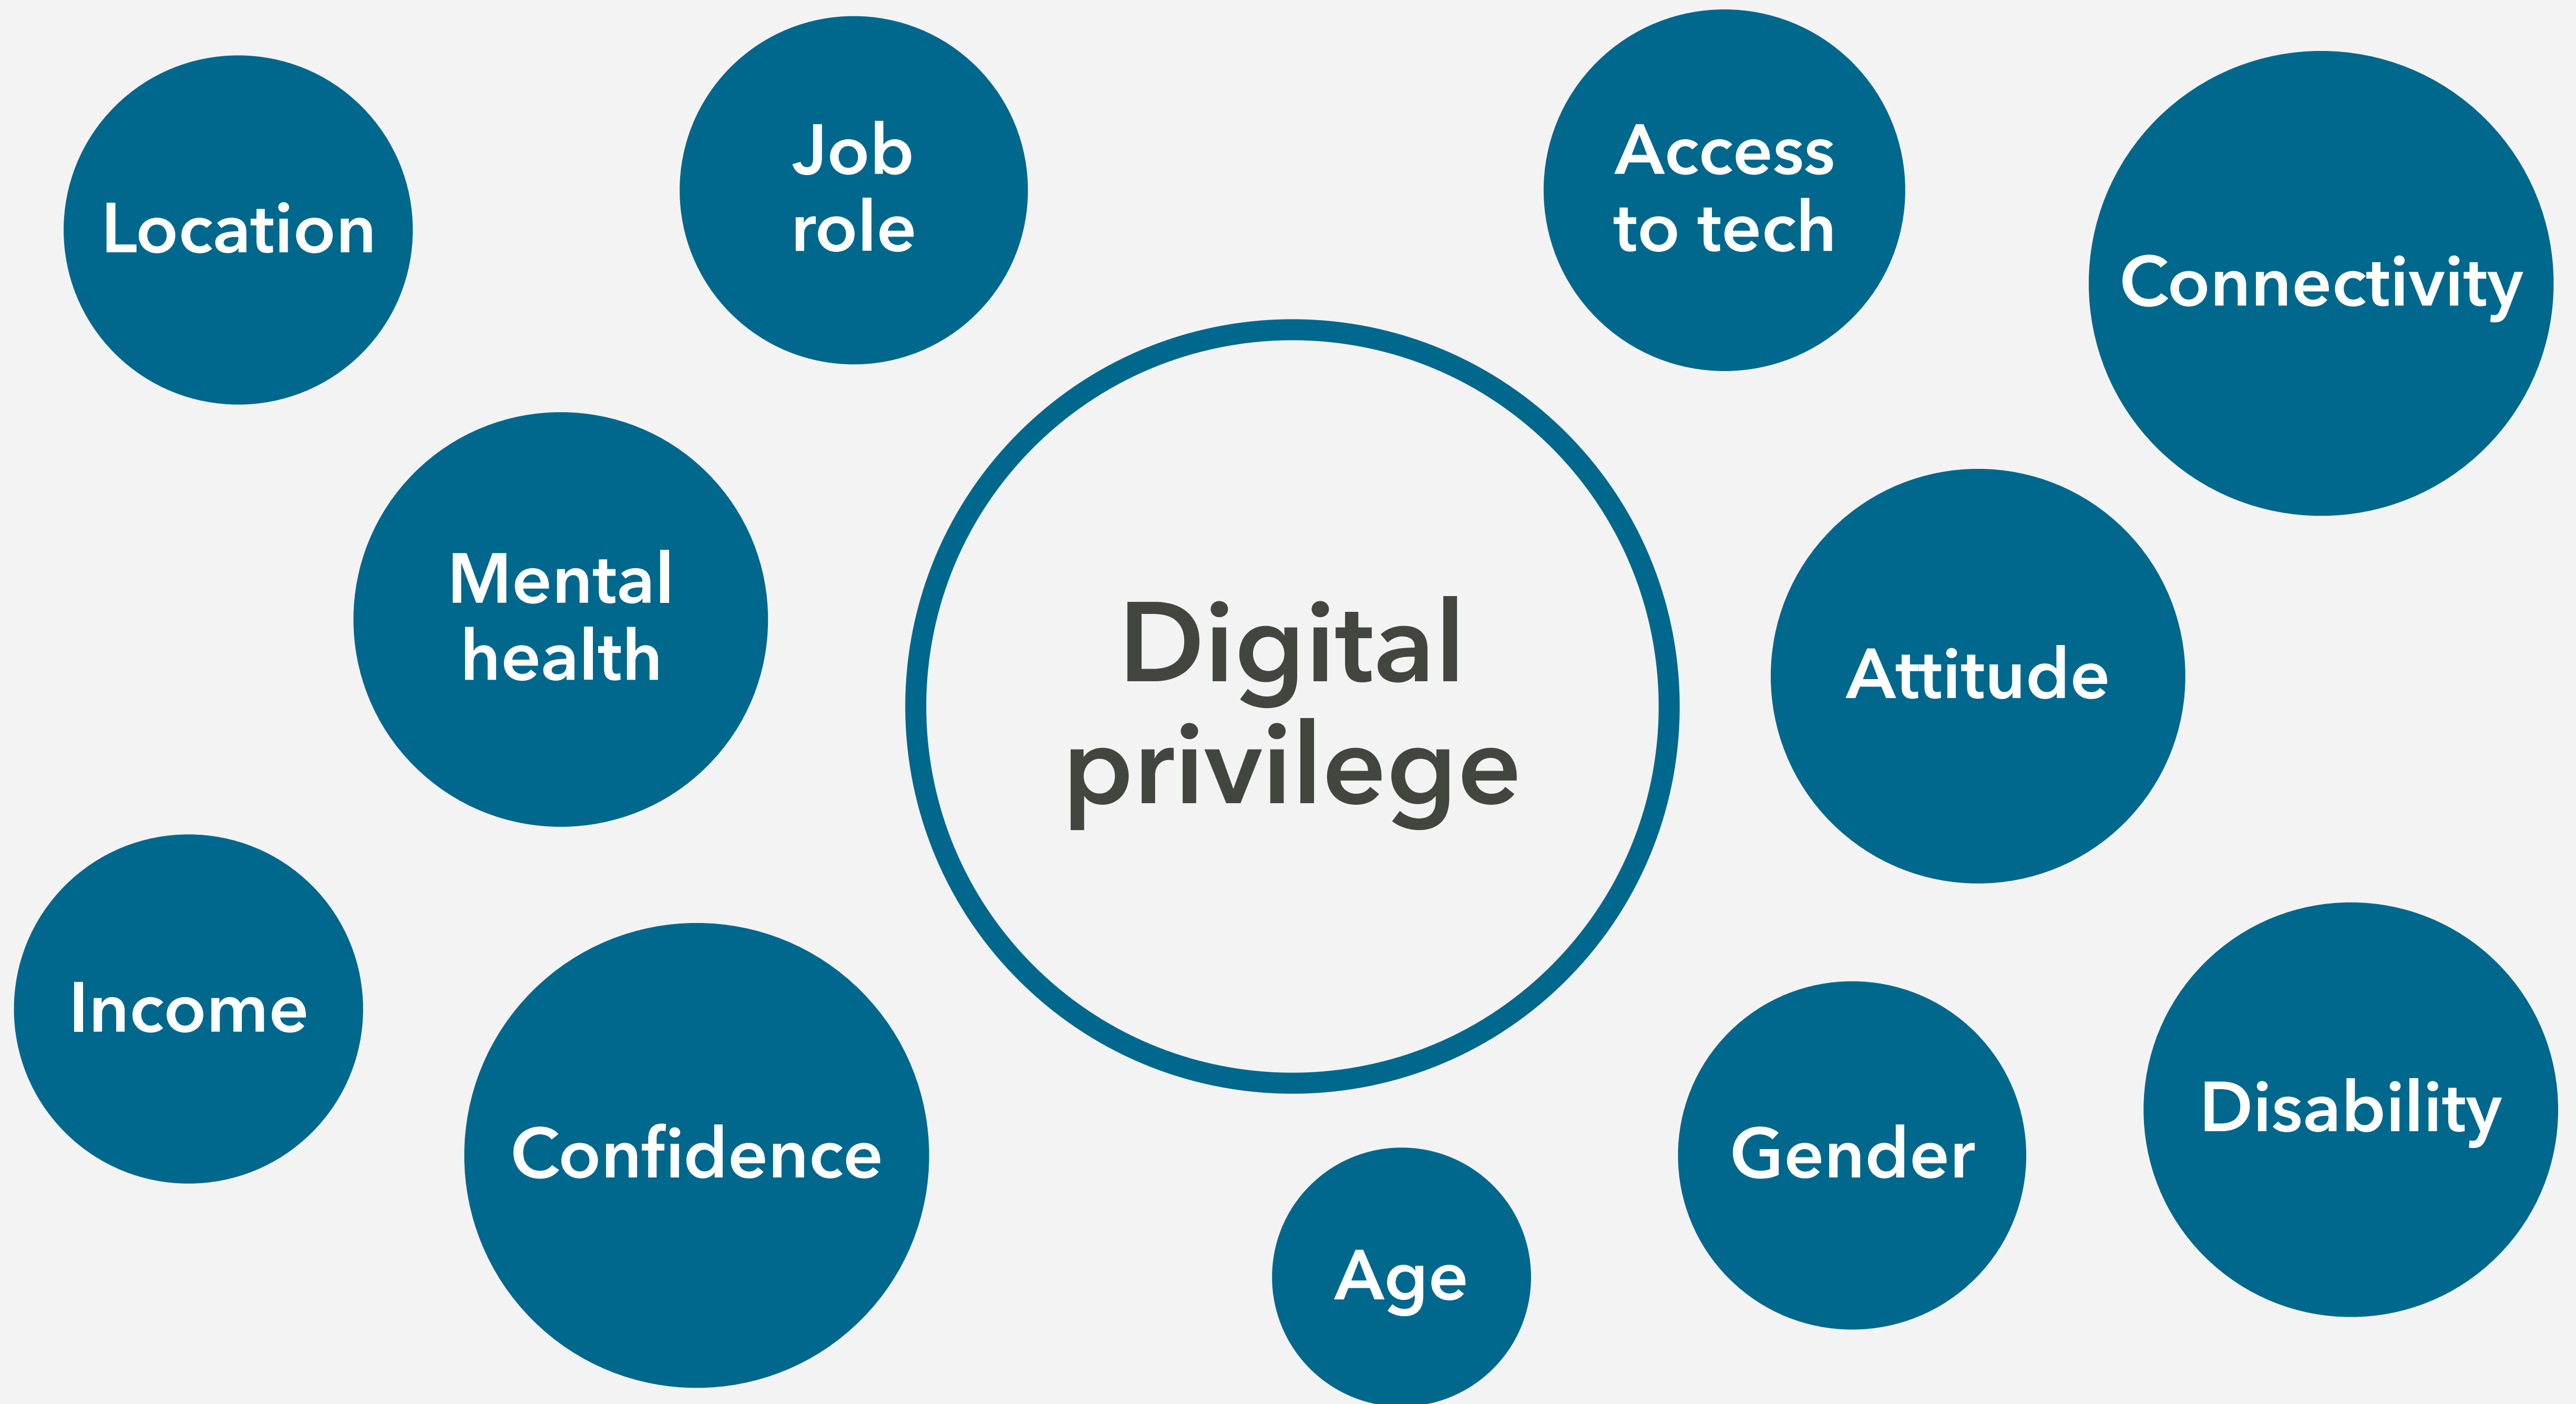 Location
Job
role
Access
to tech
Connectivity
Mental
health
Digital
privilege
Attitude
Income
Confidence
Age
Gender
Disability